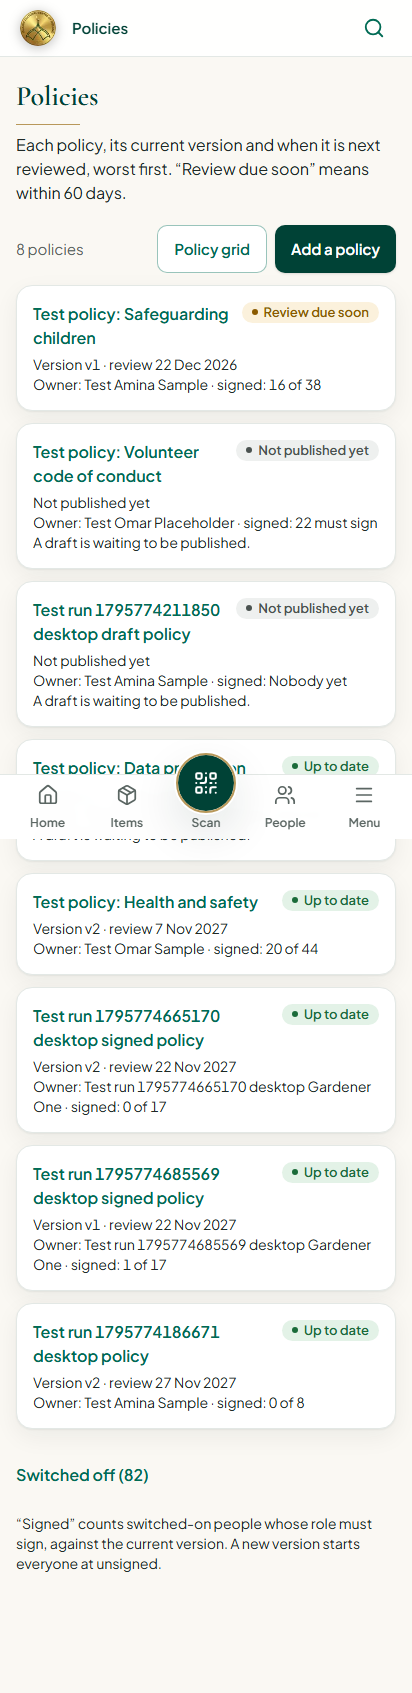 Policies
Policies
Each policy, its current version and when it is next
reviewed, worst first. “Review due soon” means
within 60 days.
8 policies
Policy grid
Add a policy
Test policy: Safeguarding
children
Review due soon
Version v1 · review 22 Dec 2026
Owner: Test Amina Sample · signed: 16 of 38
Test policy: Volunteer
code of conduct
Not published yet
Not published yet
Owner: Test Omar Placeholder · signed: 22 must sign
A draft is waiting to be published.
Test run 1795774211850
desktop draft policy
Not published yet
Not published yet
Owner: Test Amina Sample · signed: Nobody yet
A draft is waiting to be published.
Test policy: Data
Up to date
Home
Items
Scan
People
Menu
Test policy: Health and safety
Up to date
Version v2 · review 7 Nov 2027
Owner: Test Omar Sample · signed: 20 of 44
Test run 1795774665170
desktop signed policy
Up to date
Version v2 · review 22 Nov 2027
Owner: Test run 1795774665170 desktop Gardener
One · signed: 0 of 17
Test run 1795774685569
desktop signed policy
Up to date
Version v1 · review 22 Nov 2027
Owner: Test run 1795774685569 desktop Gardener
One · signed: 1 of 17
Test run 1795774186671
desktop policy
Up to date
Version v2 · review 27 Nov 2027
Owner: Test Amina Sample · signed: 0 of 8
Switched off (82)
“Signed” counts switched-on people whose role must
sign, against the current version. A new version starts
everyone at unsigned.